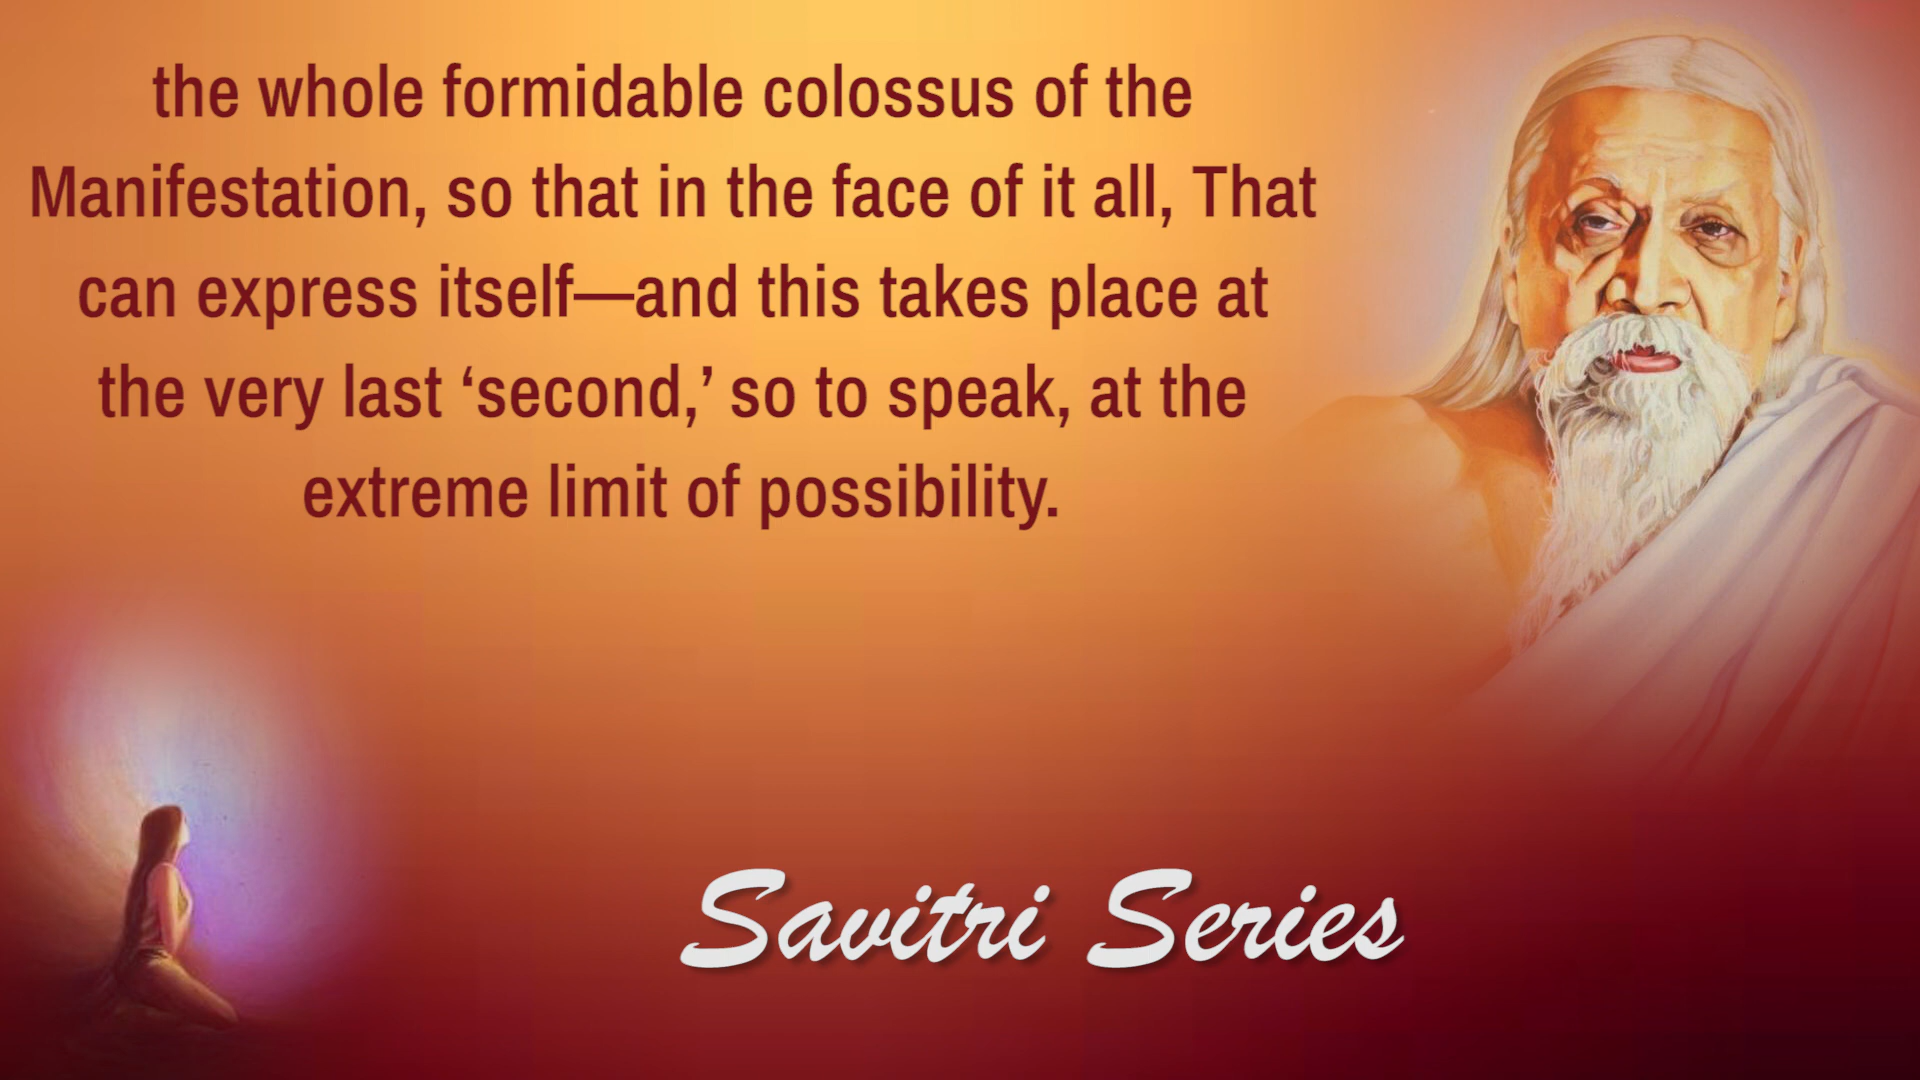 the whole formidable colossus of the
Manifestation, so that in the face of it all, That
can express itself—and this takes place at
the very last ‘second,’ so to speak, at the
extreme limit of possibility.
Savitri Series